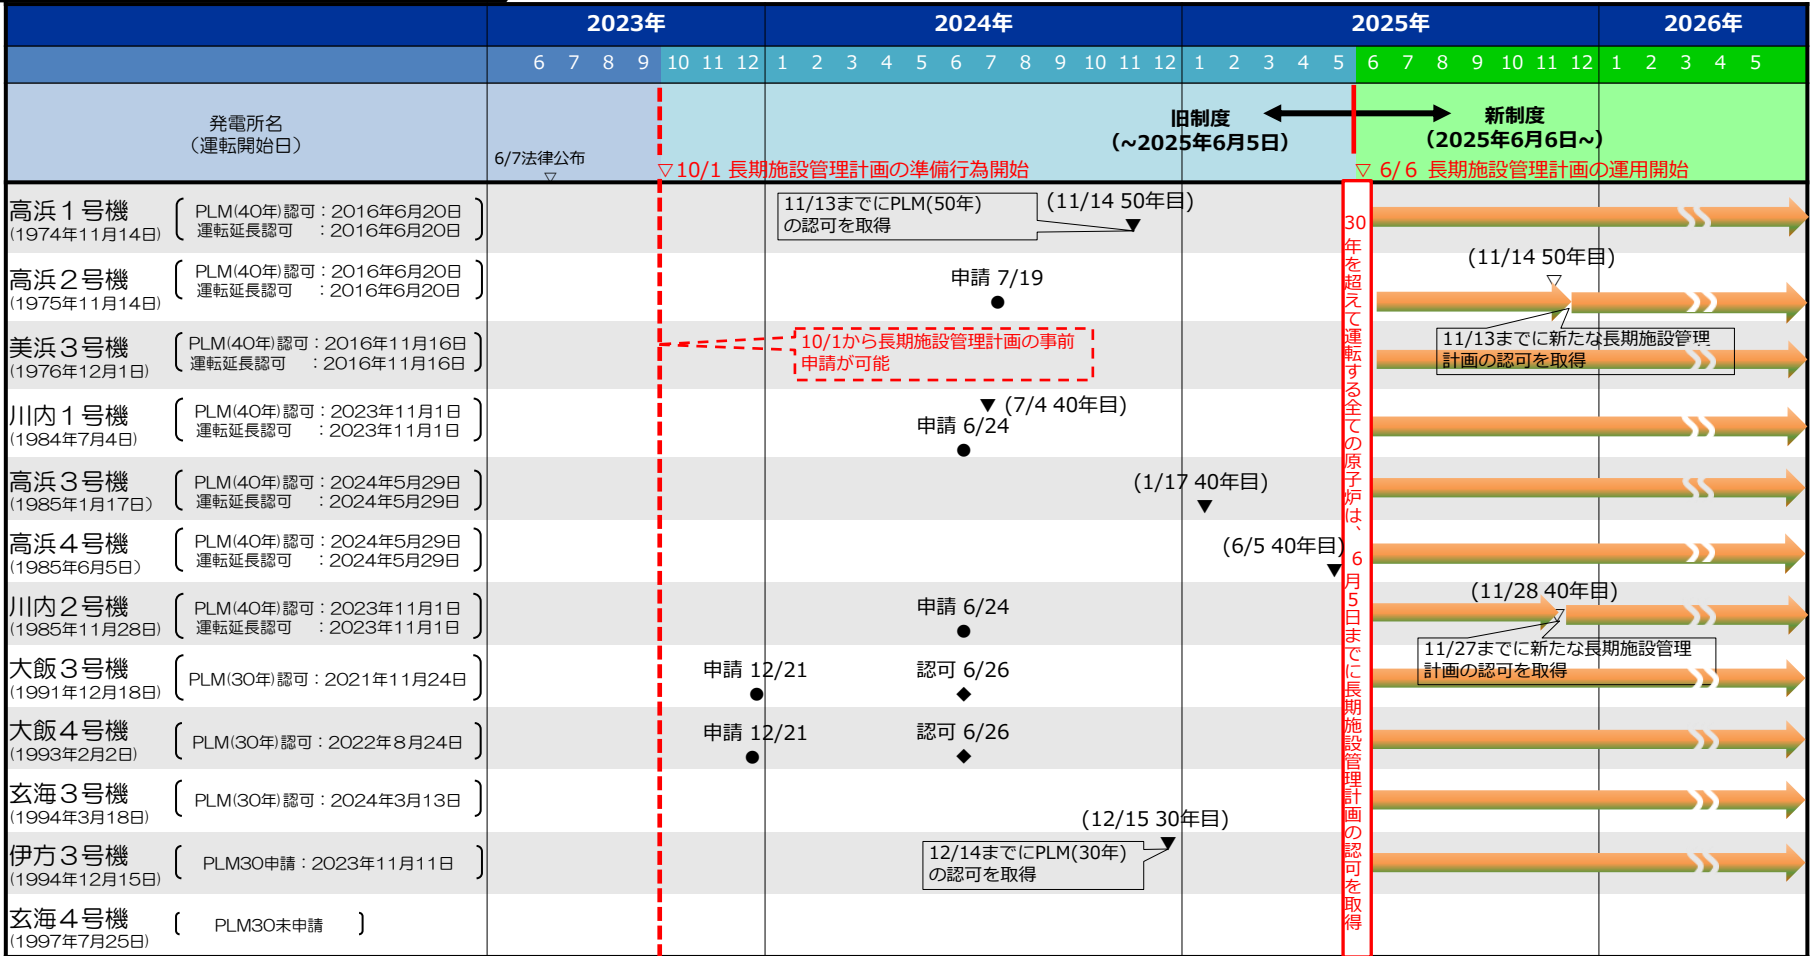 2023年 2024年 2025年 2026年
6 7 8 9 10 11 12 1 2 3 4 5 6 7 8 9 10 11 12 1 2 3 4 5 6 7 8 9 10 11 12 1 2 3 4 5
発電所名
（運転開始日）
6/7法律公布
▽
▽10/1 長期施設管理計画の準備行為開始
旧制度
（~2025年6月5日）
新制度
（2025年6月6日~）
▽ 6/6 長期施設管理計画の運用開始
30年を超えて運転する全ての原子炉は、6月5日までに長期施設管理計画の認可を取得
高浜１号機
(1974年11月14日)
PLM(40年)認可：2016年6月20日
運転延長認可 ：2016年6月20日
11/13までにPLM(50年)
の認可を取得
(11/14 50年目)
▼
高浜２号機
(1975年11月14日)
PLM(40年)認可：2016年6月20日
運転延長認可 ：2016年6月20日
申請 7/19
●
(11/14 50年目)
▽
11/13までに新たな長期施設管理
計画の認可を取得
美浜３号機
(1976年12月1日)
PLM(40年)認可：2016年11月16日
運転延長認可 ：2016年11月16日
10/1から長期施設管理計画の事前
申請が可能
川内１号機
(1984年7月4日)
PLM(40年)認可：2023年11月1日
運転延長認可 ：2023年11月1日
▼ (7/4 40年目)
申請 6/24
●
高浜３号機
(1985年1月17日)
PLM(40年)認可：2024年5月29日
運転延長認可 ：2024年5月29日
(1/17 40年目)
▼
高浜４号機
(1985年6月5日)
PLM(40年)認可：2024年5月29日
運転延長認可 ：2024年5月29日
(6/5 40年目)
▼
川内２号機
(1985年11月28日)
PLM(40年)認可：2023年11月1日
運転延長認可 ：2023年11月1日
申請 6/24
●
(11/28 40年目)
▽
11/27までに新たな長期施設管理
計画の認可を取得
大飯３号機
(1991年12月18日)
PLM(30年)認可：2021年11月24日
申請 12/21
●
認可 6/26
◆
大飯４号機
(1993年2月2日)
PLM(30年)認可：2022年8月24日
申請 12/21
●
認可 6/26
◆
玄海３号機
(1994年3月18日)
PLM(30年)認可：2024年3月13日
伊方３号機
(1994年12月15日)
PLM30申請：2023年11月11日
12/14までにPLM(30年)
の認可を取得
(12/15 30年目)
▼
玄海４号機
(1997年7月25日)
PLM30未申請